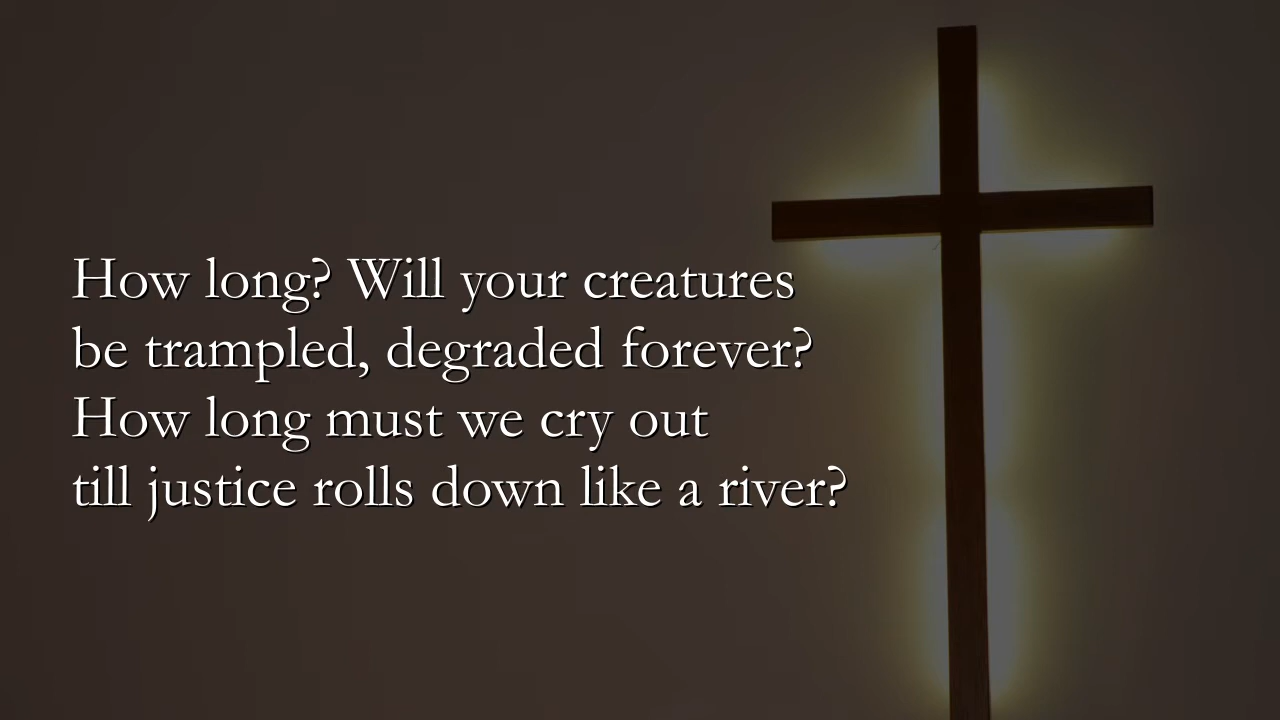 How long? Will your creatures
be trampled, degraded forever?
How long must we cry out
till justice rolls down like a river?